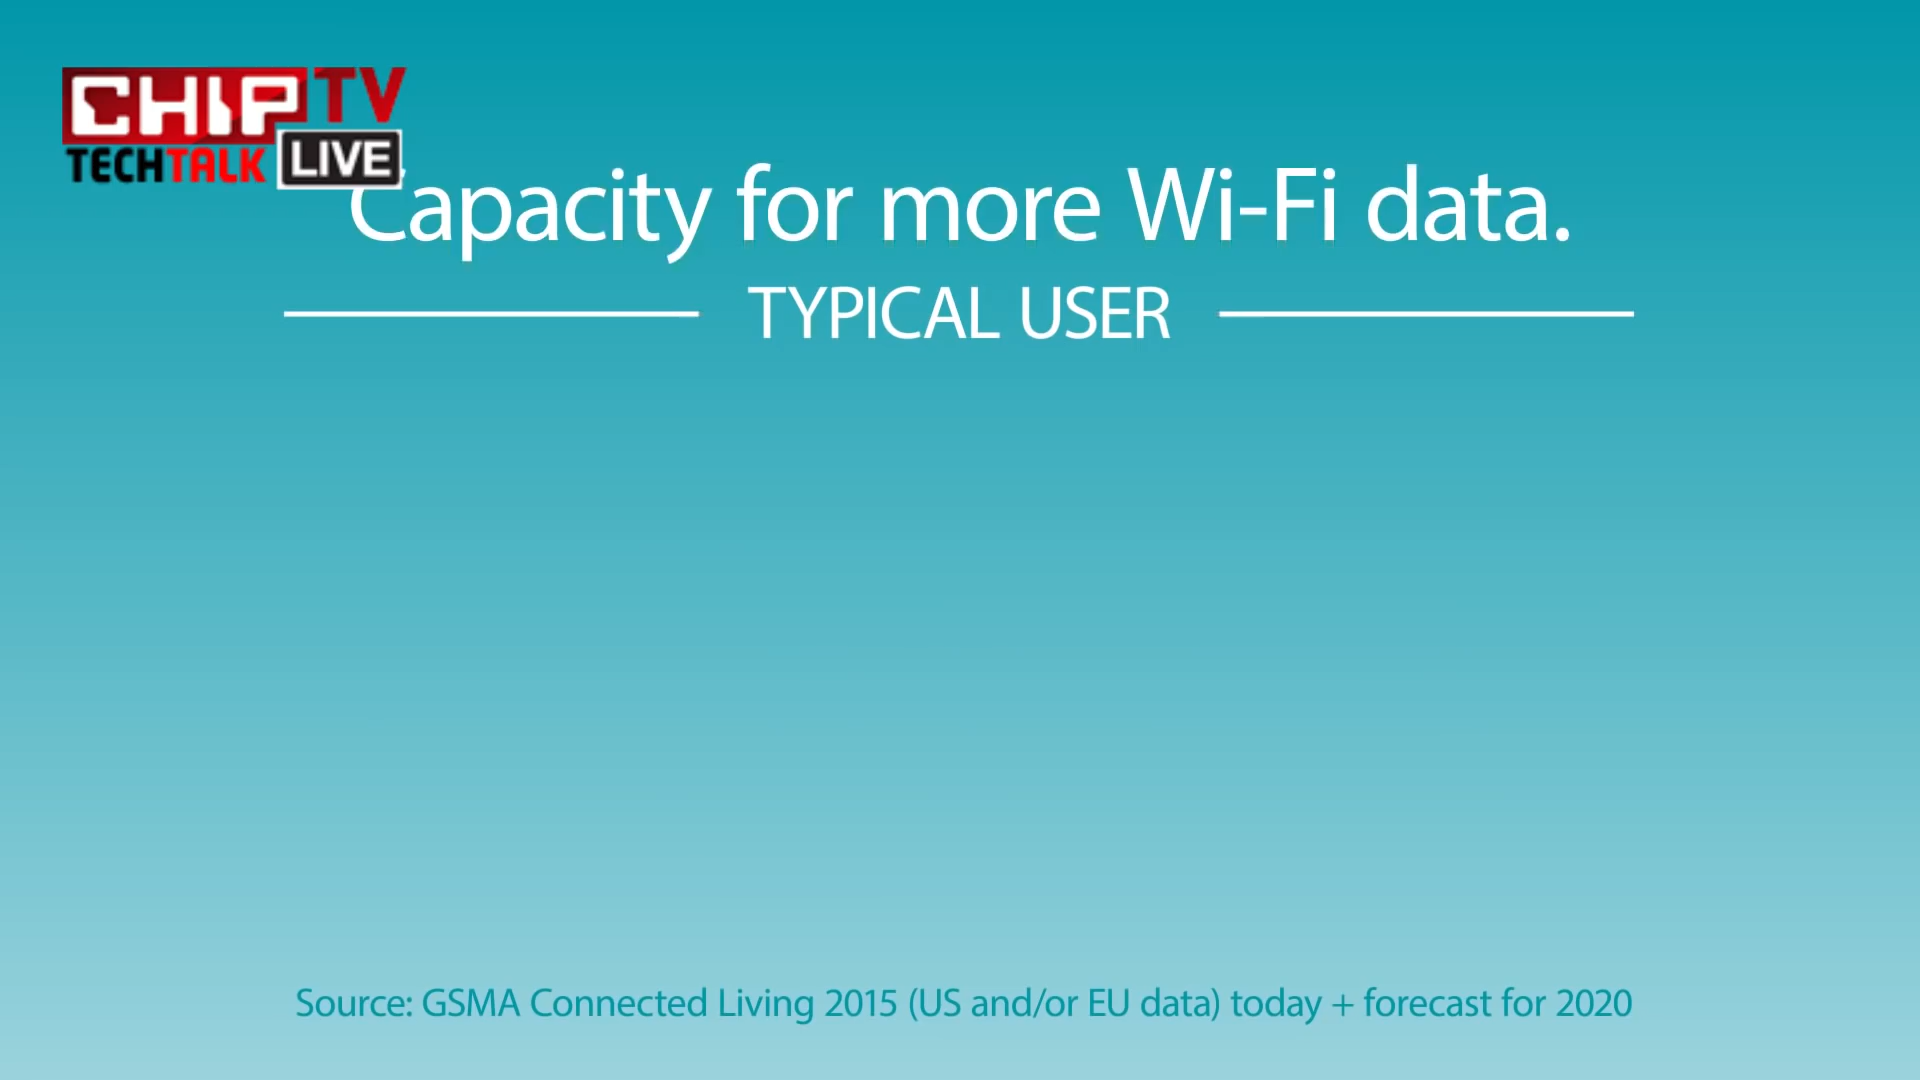 CHIP TV
TECHTALK LIVE
Capacity for more Wi-Fi data.
TYPICAL USER
Source: GSMA Connected Living 2015 (US and/or EU data) today + forecast for 2020